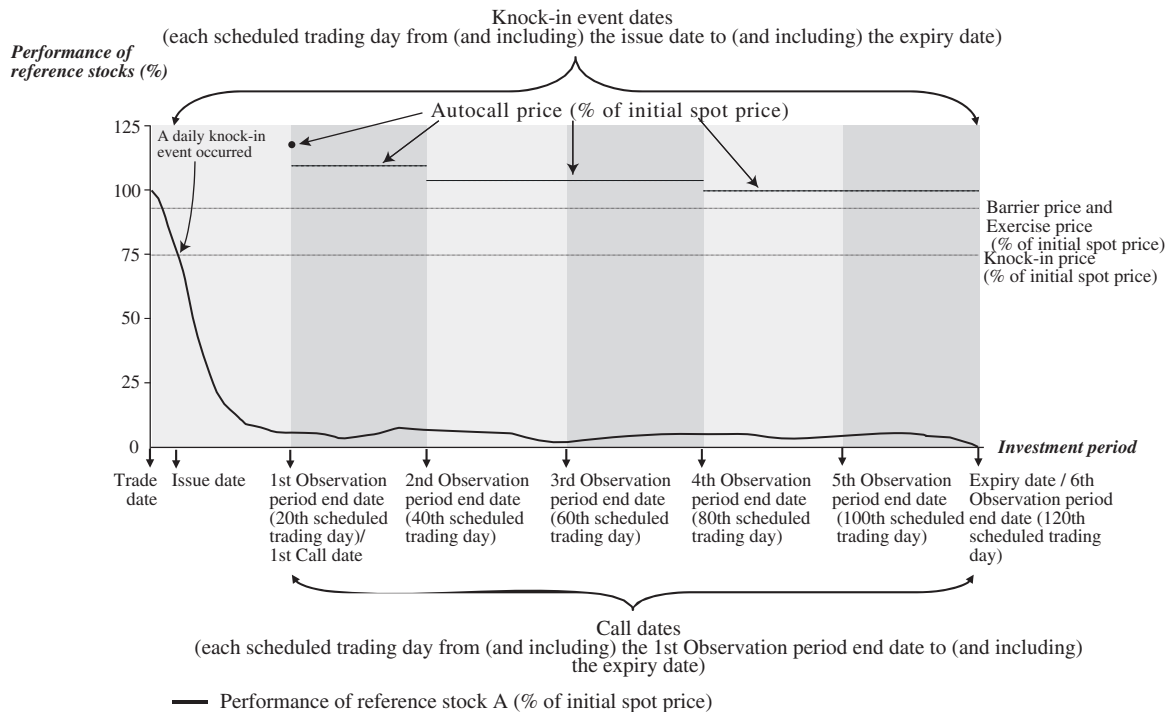 Knock-in event dates
(each scheduled trading day from (and including) the issue date to (and including) the expiry date)
Performance of
reference stocks (%)
Autocall price (% of initial spot price)
125
A daily knock-in
event occurred
100
Barrier price and
Exercise price
(% of initial spot price)
75
Knock-in price
(% of initial spot price)
50
25
0
Investment period
Trade
date
Issue date
1st Observation
period end date
(20th scheduled
trading day)/
1st Call date
2nd Observation
period end date
(40th scheduled
trading day)
3rd Observation
period end date
(60th scheduled
trading day)
4th Observation
period end date
(80th scheduled
trading day)
5th Observation
period end date
(100th scheduled
trading day)
Expiry date / 6th
Observation period
end date (120th
scheduled trading
day)
Call dates
(each scheduled trading day from (and including) the 1st Observation period end date to (and including)
the expiry date)
Performance of reference stock A (% of initial spot price)